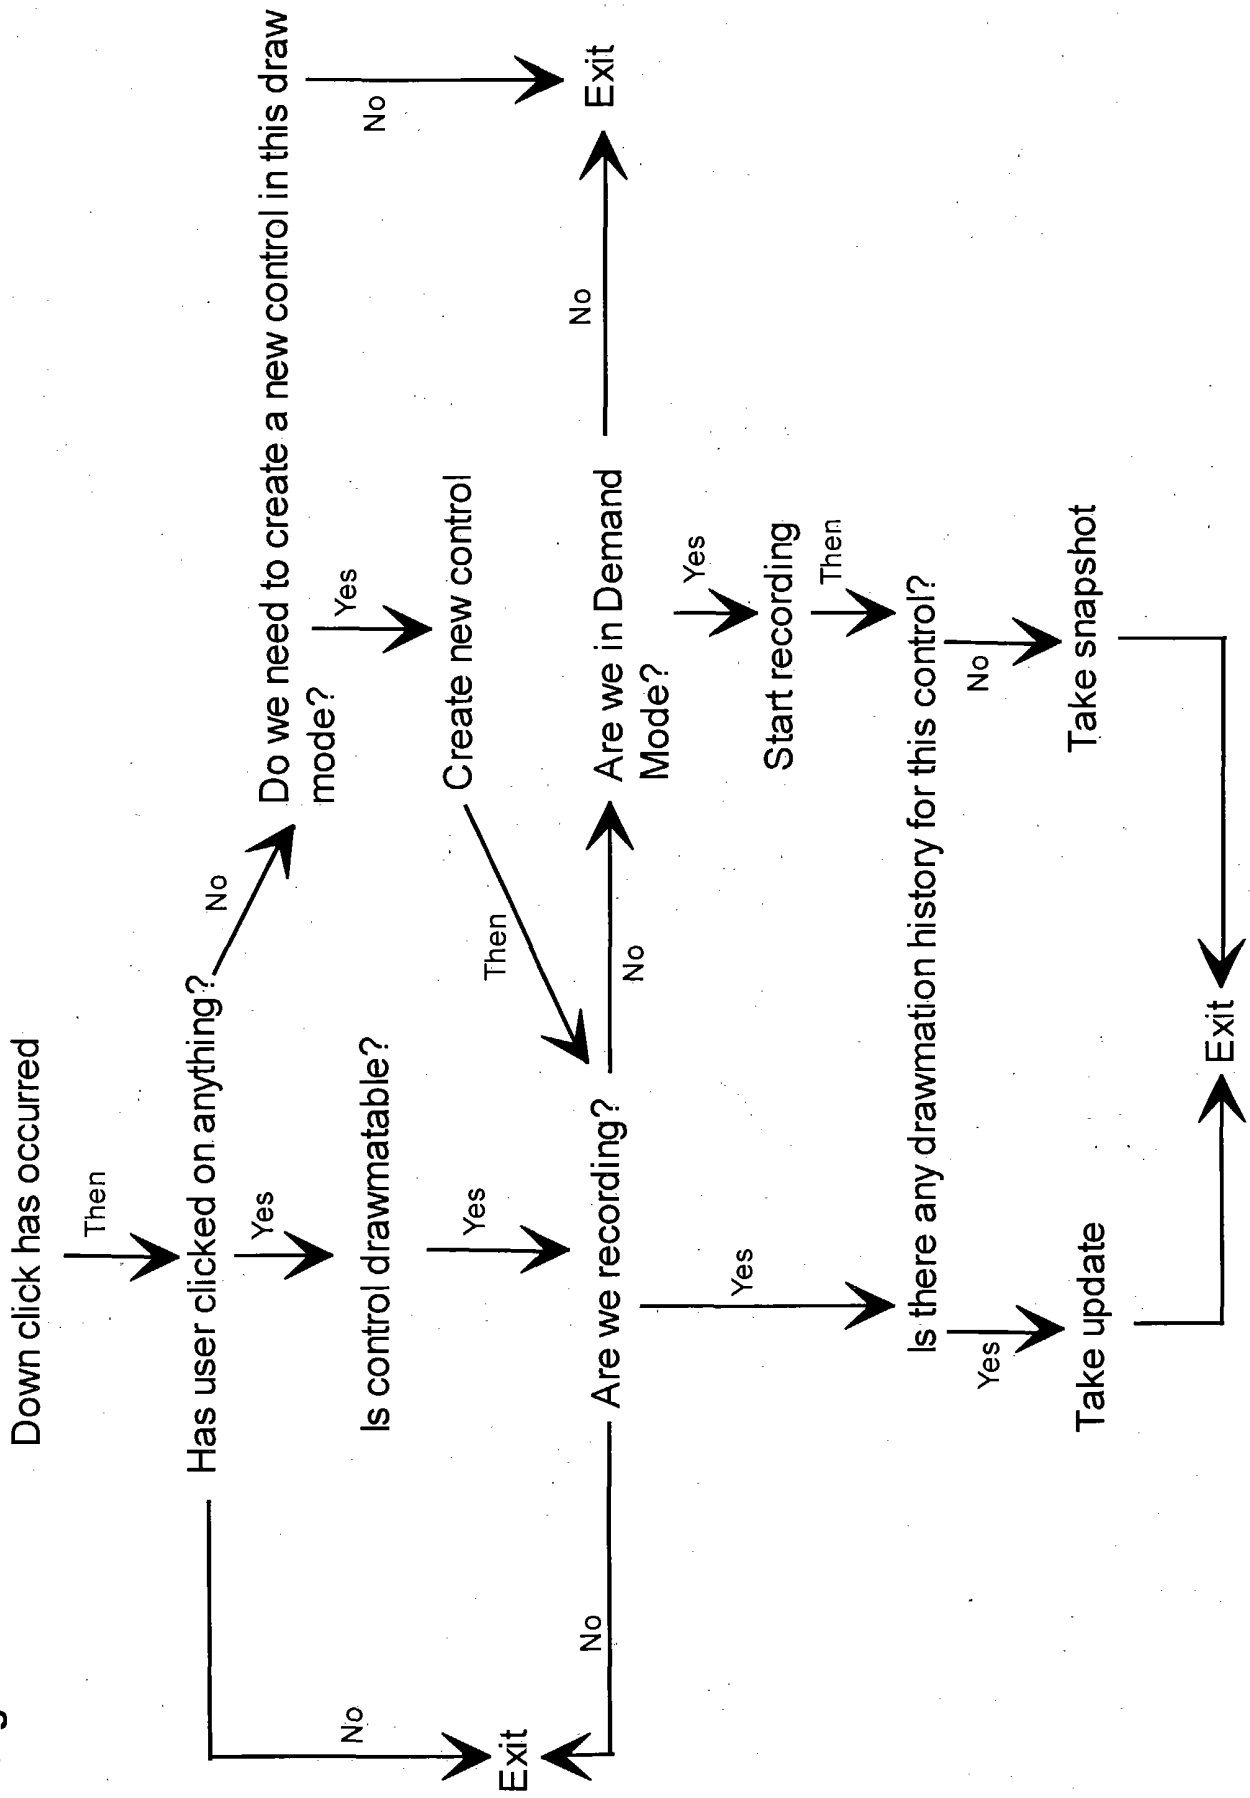 Down click has occurred
Then
Has user clicked on anything?
No
Yes
No
Do we need to create a new control in this draw
mode?
Is control drawmatable?
Yes
No
Create new control
Yes
Then
Exit
No
Are we recording?
No
Are we in Demand
Mode?
No
Exit
Yes
Yes
Start recording
Then
Is there any drawmation history for this control?
Yes
No
Take update
Take snapshot
Exit